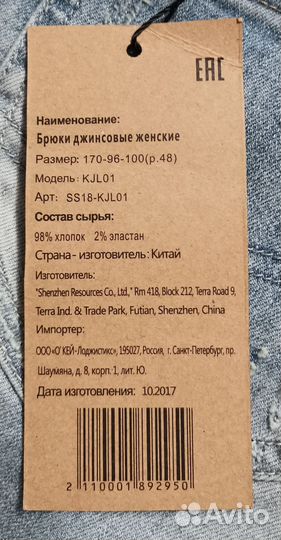 EAC
Наименование:
Брюки джинсовые женские
Размер: 170-96-100(р.48)
Модель: KJL01
Арт: SS18-KJL01
Состав сырья:
98% хлопок 2% эластан
Страна - изготовитель: Китай
Изготовитель:
"Shenzhen Resources Co., Ltd.," Rm 418, Block 212, Terra Road 9,
Terra Ind. & Trade Park, Futian, Shenzhen, China
Импортер:
ООО «О' КЕЙ-Лоджистикс», 195027, Россия, г. Санкт-Петербург, пр.
Шаумяна, д. 8, корп. 1, лит. Ю.
Дата изготовления: 10.2017
2 110001 892950
Avito